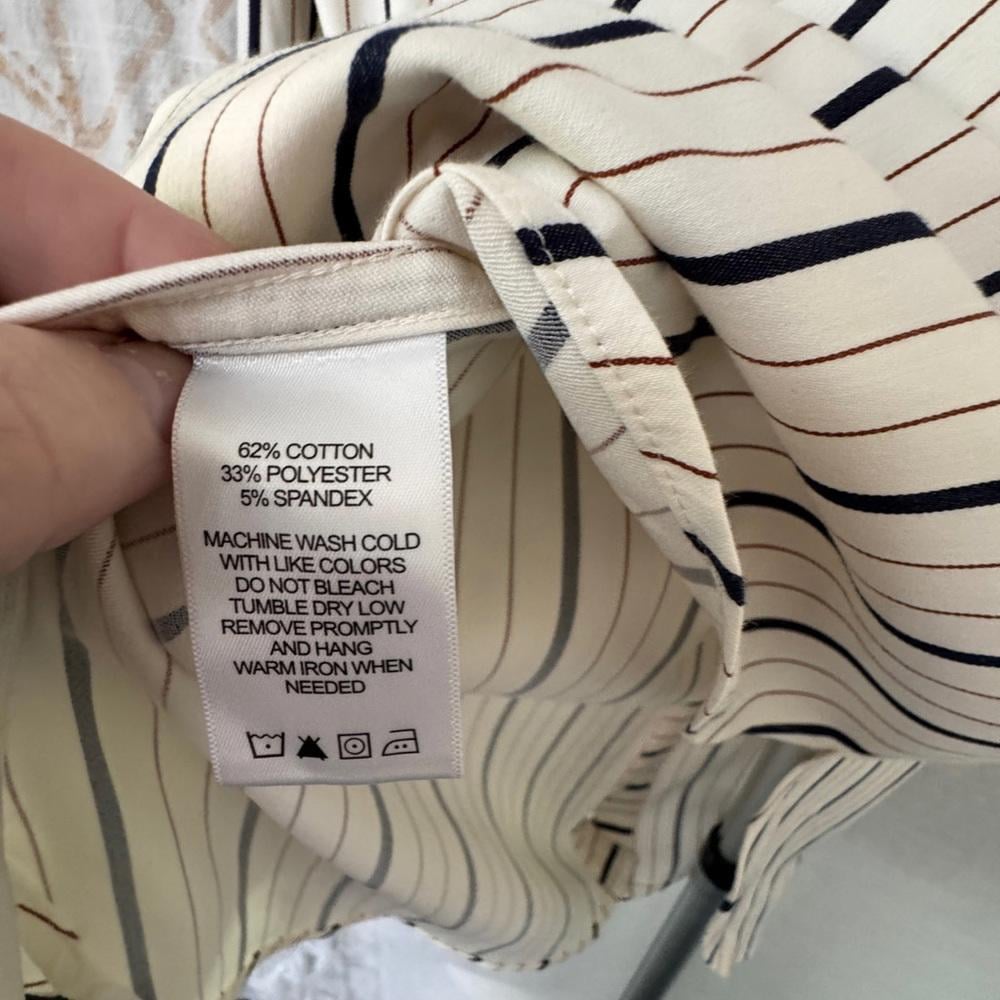 62% COTTON
33% POLYESTER
5% SPANDEX
MACHINE WASH COLD
WITH LIKE COLORS
DO NOT BLEACH
TUMBLE DRY LOW
REMOVE PROMPTLY
AND HANG
WARM IRON WHEN
NEEDED